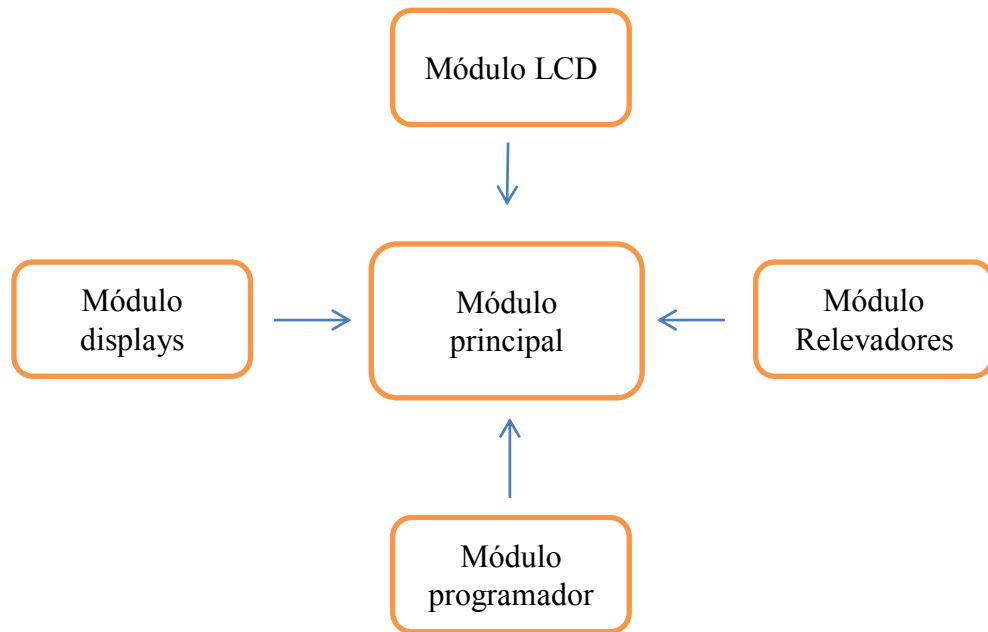 Módulo LCD
Módulo
displays
Módulo
principal
Módulo
Relevadores
Módulo
programador